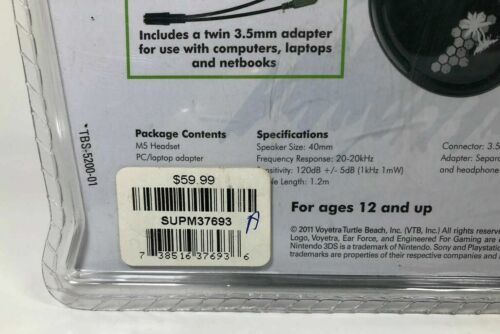 Includes a twin 3.5mm adapter
for use with computers, laptops
and netbooks
*TBS-5200-01
Package Contents
M5 Headset
PC/laptop adapter
Specifications
Speaker Size: 40mm
Frequency Response: 20-20kHz
sitivity: 120dB +/- 5dB (1kHz 1mW)
le Length: 1.2m
Connector: 3.5
Adapter: Separa
and headphone
$59.99
SUPM37693
A
7 38516 37693 6
For ages 12 and up
© 2011 Voyetra Turtle Beach, Inc. (VTB, Inc.) All rights reser
Logo, Voyetra, Ear Force, and Engineered For Gaming are
Nintendo 3DS is a trademark of Nintendo. Sony and Playstatio
trademarks are properties of their respective companies and